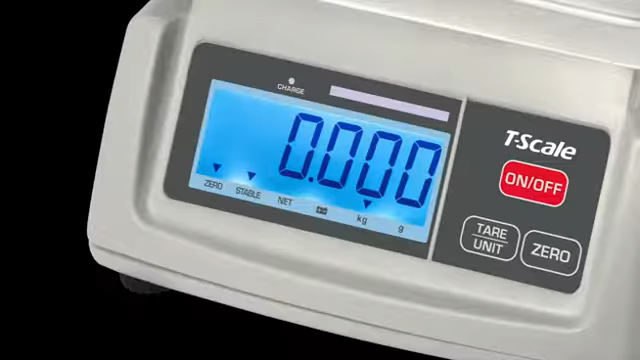 CHARGE
0.000
ZERO STABLE NET kg g
T-Scale
ON/OFF
TARE
UNIT
ZERO